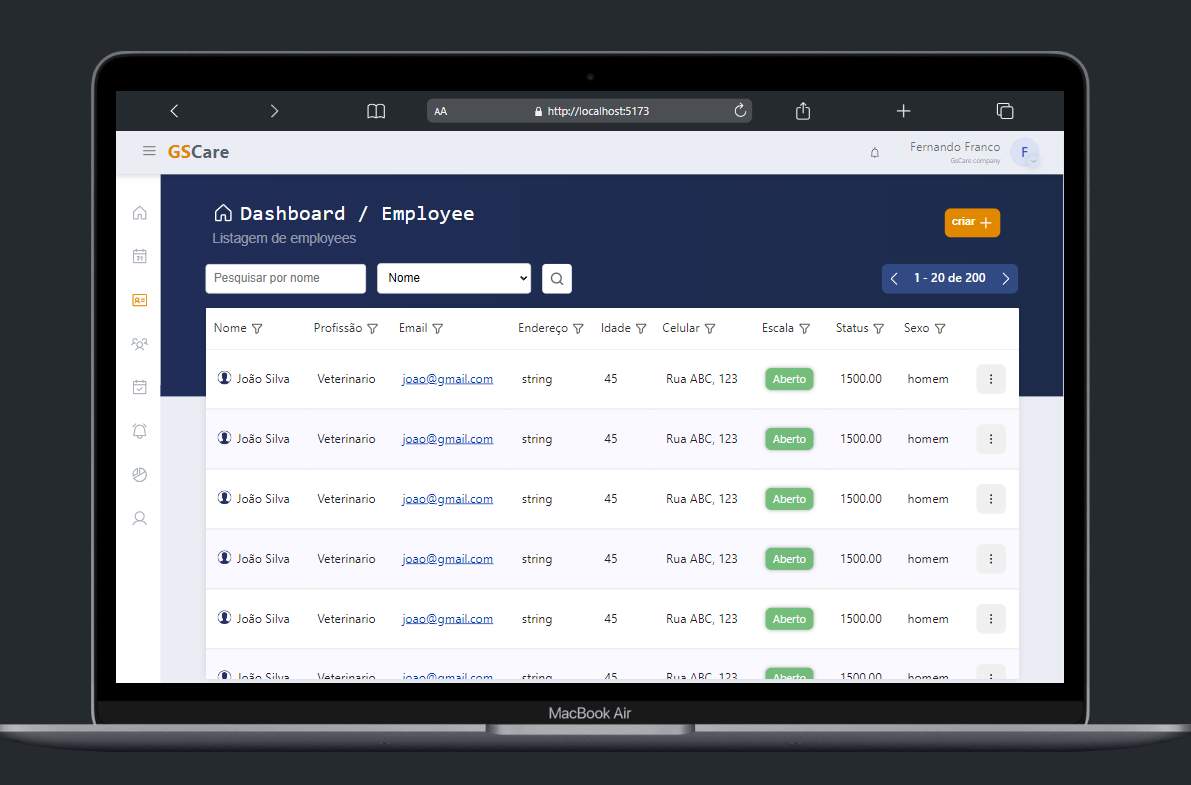 AA http://localhost:5173
GSCare
Fernando Franco
GsCare company
F
Dashboard / Employee
Listagem de employees
criar
Pesquisar por nome
Nome
1 - 20 de 200
Nome Profissão Email Endereço Idade Celular Escala Status Sexo
João Silva Veterinario joao@gmail.com string 45 Rua ABC, 123 Aberto 1500.00 homem
João Silva Veterinario joao@gmail.com string 45 Rua ABC, 123 Aberto 1500.00 homem
João Silva Veterinario joao@gmail.com string 45 Rua ABC, 123 Aberto 1500.00 homem
João Silva Veterinario joao@gmail.com string 45 Rua ABC, 123 Aberto 1500.00 homem
João Silva Veterinario joao@gmail.com string 45 Rua ABC, 123 Aberto 1500.00 homem
João Silva Veterinario joao@gmail.com string 45 Rua ABC, 123 Aberto 1500.00 homem
31
MacBook Air